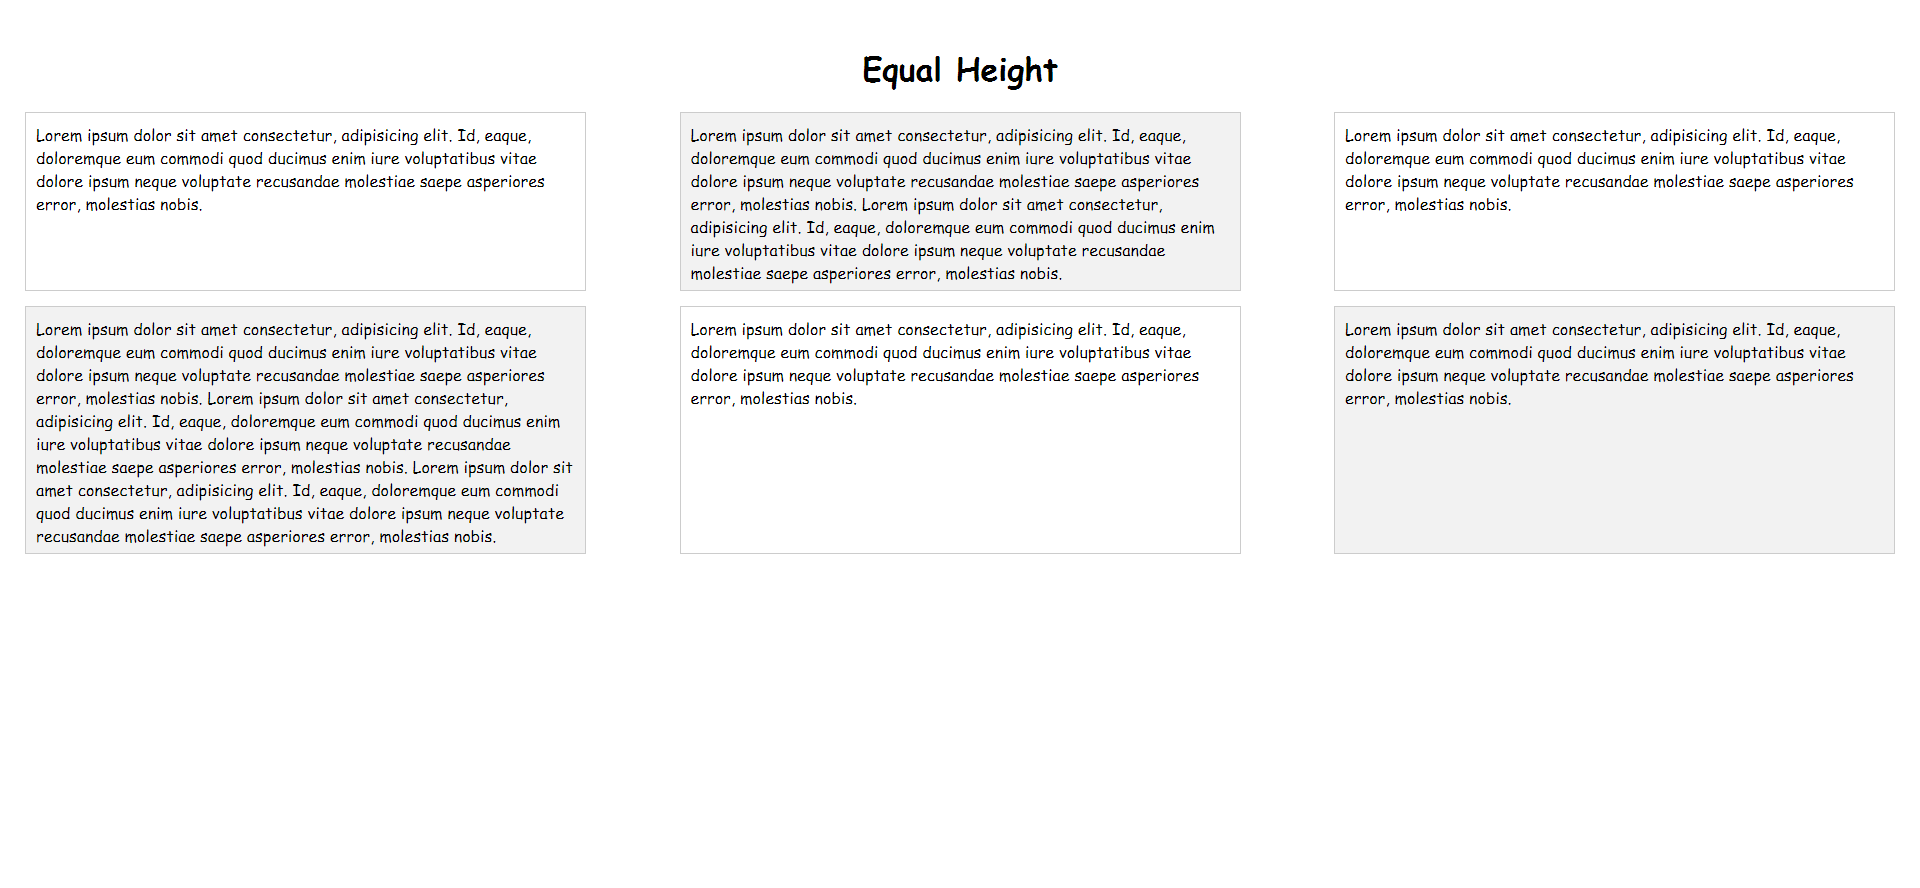 Equal Height
Lorem ipsum dolor sit amet consectetur, adipisicing elit. Id, eaque,
doloremque eum commodi quod ducimus enim iure voluptatibus vitae
dolore ipsum neque voluptate recusandae molestiae saepe asperiores
error, molestias nobis.
Lorem ipsum dolor sit amet consectetur, adipisicing elit. Id, eaque,
doloremque eum commodi quod ducimus enim iure voluptatibus vitae
dolore ipsum neque voluptate recusandae molestiae saepe asperiores
error, molestias nobis. Lorem ipsum dolor sit amet consectetur,
adipisicing elit. Id, eaque, doloremque eum commodi quod ducimus enim
iure voluptatibus vitae dolore ipsum neque voluptate recusandae
molestiae saepe asperiores error, molestias nobis.
Lorem ipsum dolor sit amet consectetur, adipisicing elit. Id, eaque,
doloremque eum commodi quod ducimus enim iure voluptatibus vitae
dolore ipsum neque voluptate recusandae molestiae saepe asperiores
error, molestias nobis.
Lorem ipsum dolor sit amet consectetur, adipisicing elit. Id, eaque,
doloremque eum commodi quod ducimus enim iure voluptatibus vitae
dolore ipsum neque voluptate recusandae molestiae saepe asperiores
error, molestias nobis. Lorem ipsum dolor sit amet consectetur,
adipisicing elit. Id, eaque, doloremque eum commodi quod ducimus enim
iure voluptatibus vitae dolore ipsum neque voluptate recusandae
molestiae saepe asperiores error, molestias nobis. Lorem ipsum dolor sit
amet consectetur, adipisicing elit. Id, eaque, doloremque eum commodi
quod ducimus enim iure voluptatibus vitae dolore ipsum neque voluptate
recusandae molestiae saepe asperiores error, molestias nobis.
Lorem ipsum dolor sit amet consectetur, adipisicing elit. Id, eaque,
doloremque eum commodi quod ducimus enim iure voluptatibus vitae
dolore ipsum neque voluptate recusandae molestiae saepe asperiores
error, molestias nobis.
Lorem ipsum dolor sit amet consectetur, adipisicing elit. Id, eaque,
doloremque eum commodi quod ducimus enim iure voluptatibus vitae
dolore ipsum neque voluptate recusandae molestiae saepe asperiores
error, molestias nobis.